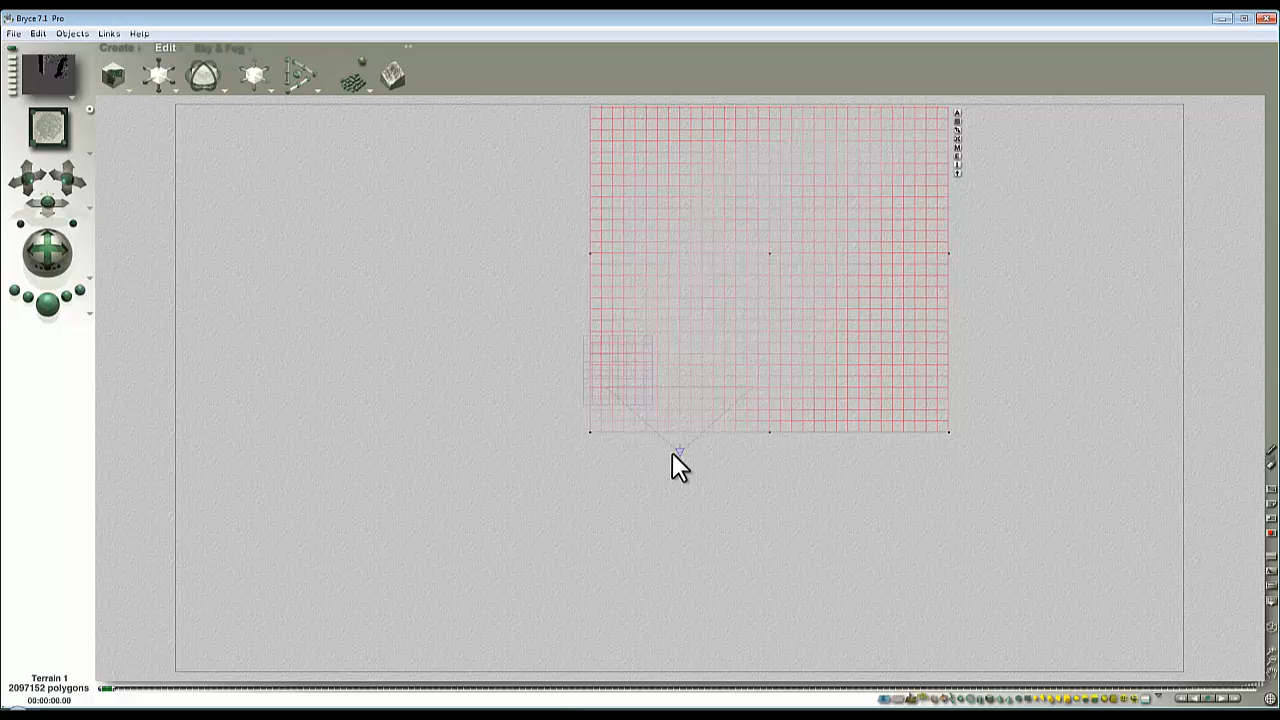 Bryce 7.1 Pro
File Edit Objects Links Help
Create Edit Sky & Fog
A
M
E
Terrain 1
2097152 polygons
00:00:00.00